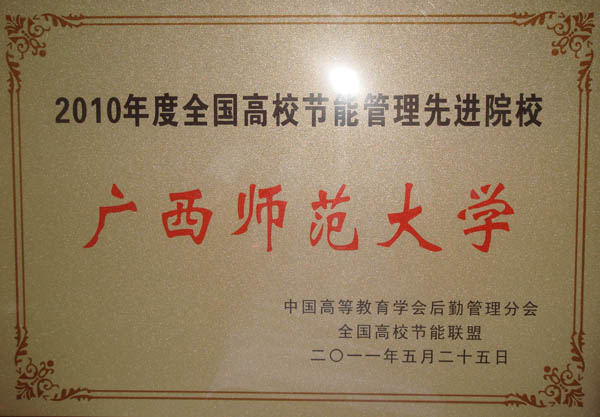 2010年度全国高校节能管理先进院校
广西师范大学
中国高等教育学会后勤管理分会
全国高校节能联盟
二〇一一年五月二十五日